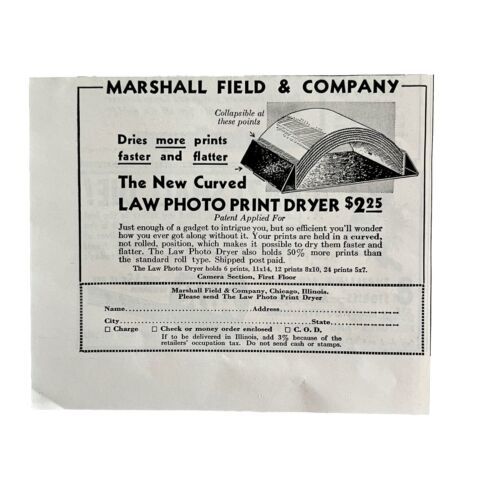 MARSHALL FIELD & COMPANY
Collapsible at
these points
Dries more prints
faster and flatter
The New Curved
LAW PHOTO PRINT DRYER $2.25
Patent Applied For
Just enough of a gadget to intrigue you, but so efficient you'll wonder
how you ever got along without it. Your prints are held in a curved,
not rolled, position, which makes it possible to dry them faster and
flatter. The Law Photo Dryer also holds 50% more prints than
the standard roll type. Shipped post paid.
The Law Photo Dryer holds 6 prints, 11x14, 12 prints 8x10, 24 prints 5x7.
Camera Section, First Floor
Marshall Field & Company, Chicago, Illinois.
Please send The Law Photo Print Dryer
Name Address
City State
☐ Charge ☐ Check or money order enclosed ☐ C. O. D.
If to be delivered in Illinois, add 3% because of the
retailers' occupation tax. Do not send cash or stamps.